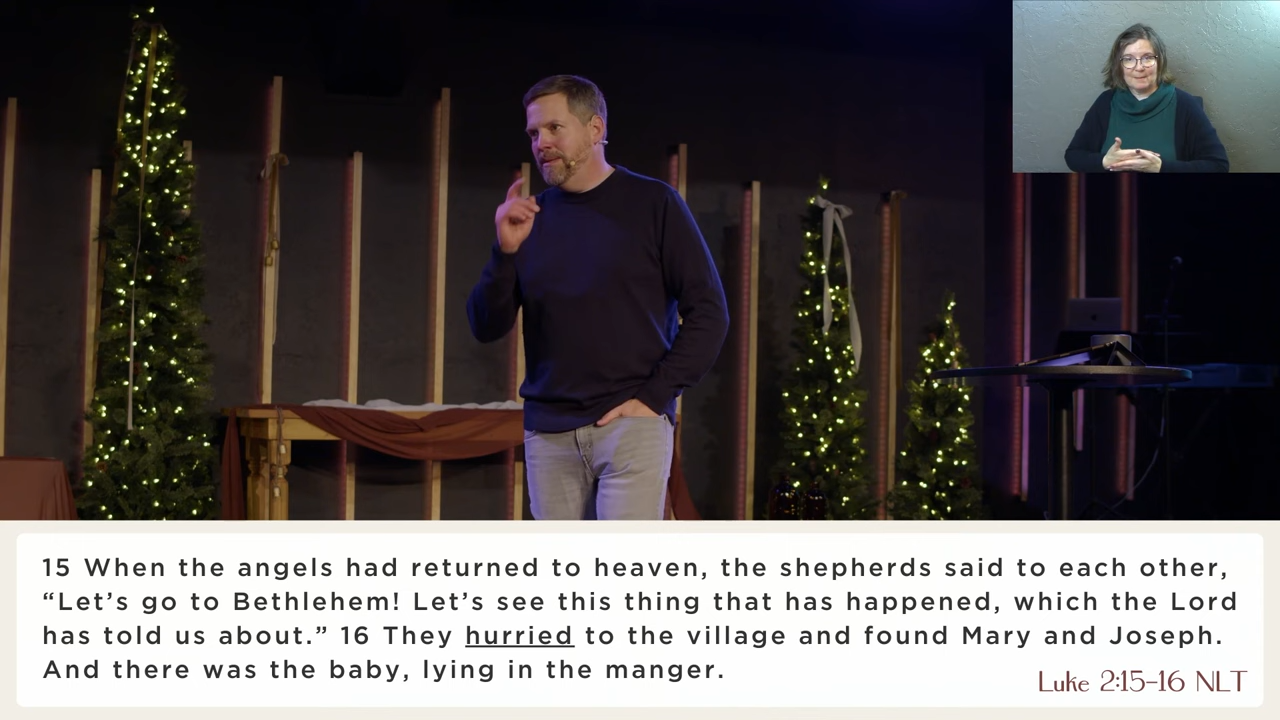 15 When the angels had returned to heaven, the shepherds said to each other,
“Let’s go to Bethlehem! Let’s see this thing that has happened, which the Lord
has told us about.” 16 They hurried to the village and found Mary and Joseph.
And there was the baby, lying in the manger.
Luke 2:15-16 NLT